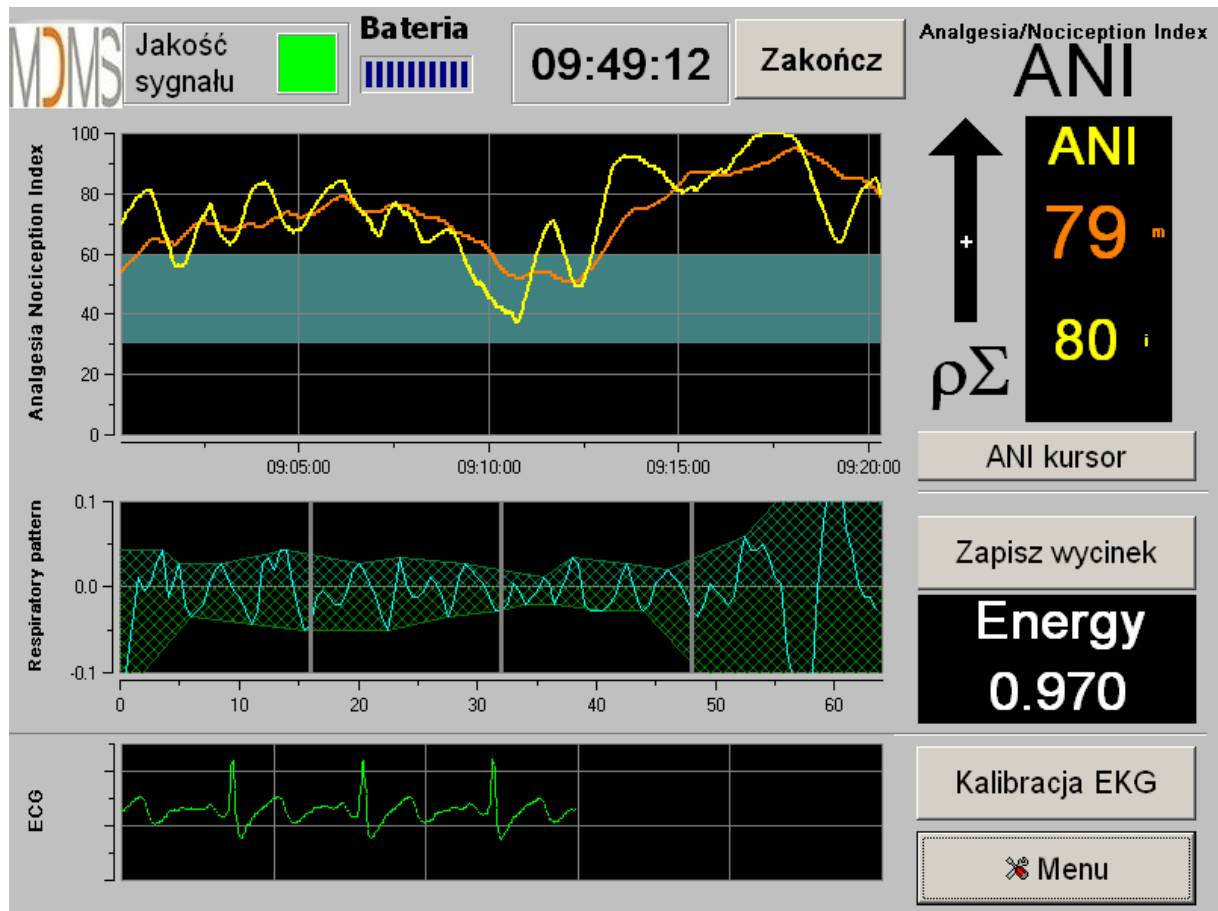 MDMS
Jakość
sygnału
Bateria
09:49:12
Zakończ
Analgesia/Nociception Index
ANI
Analgesia Nociception Index
100
80
60
40
20
0
09:05:00
09:10:00
09:15:00
09:20:00
+
ρΣ
ANI
79 m
80 i
ANI kursor
Respiratory pattern
0.1
0.0
-0.1
0
10
20
30
40
50
60
Zapisz wycinek
Energy
0.970
ECG
Kalibracja EKG
Menu